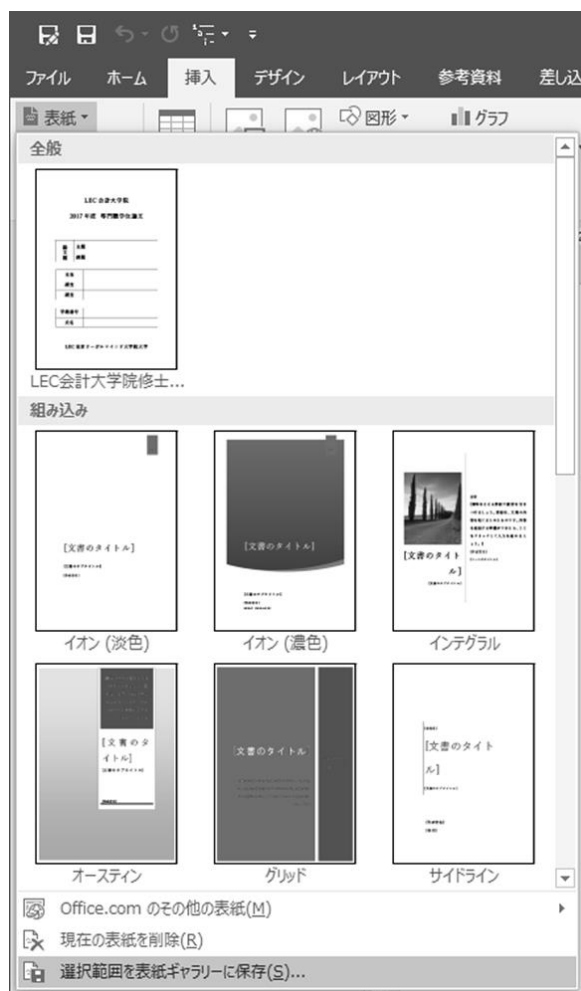 ファイル ホーム 挿入 デザイン レイアウト 参考資料 差し込
表紙 図形 グラフ
全般
LEC会計大学院
2017年度 専門職学位論文
LEC会計大学院修士...
組み込み
[文書のタイトル]
[文書のタイトル]
[文書のタイト
ル]
イオン (淡色) イオン (濃色) インテグラル
[文書のタ
イトル]
[文書のタイトル]
[文書のタイト
ル]
オースティン グリッド サイドライン
Office.com のその他の表紙(M)
現在の表紙を削除(R)
選択範囲を表紙ギャラリーに保存(S)...